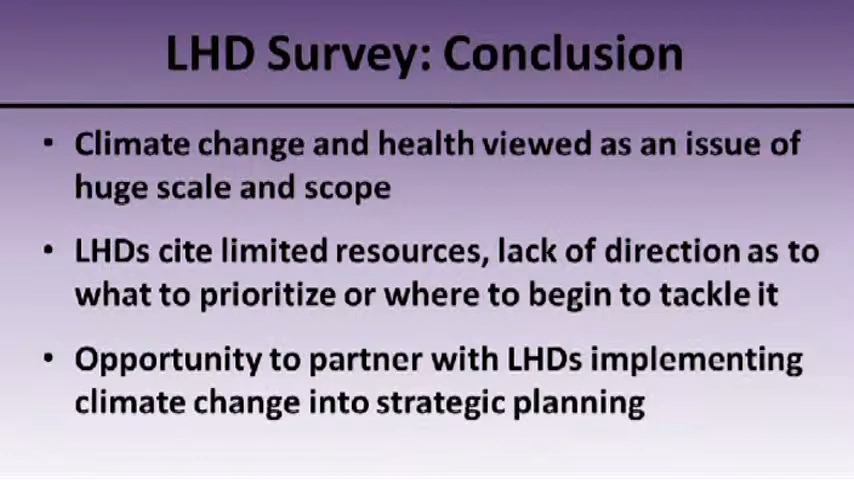 LHD Survey: Conclusion
• Climate change and health viewed as an issue of
huge scale and scope
• LHDs cite limited resources, lack of direction as to
what to prioritize or where to begin to tackle it
• Opportunity to partner with LHDs implementing
climate change into strategic planning